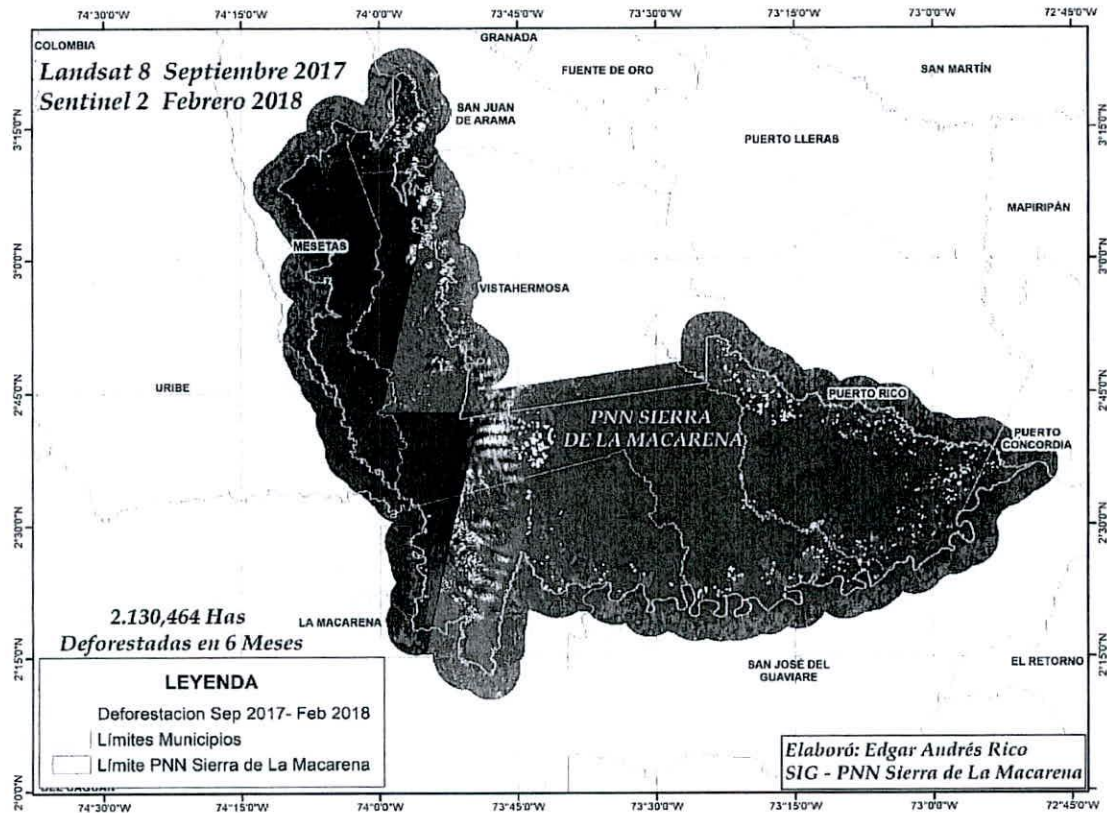 74°30'0"W 74°15'0"W 74°0'0"W 73°45'0"W 73°30'0"W 73°15'0"W 73°0'0"W 72°45'0"W
COLOMBIA
GRANADA
Landsat 8 Septiembre 2017
Sentinel 2 Febrero 2018
FUENTE DE ORO
SAN MARTÍN
SAN JUAN
DE ARAMA
3°15'0"N
3°15'0"N
PUERTO LLERAS
MAPIRIPÁN
MESETAS
3°0'0"N
3°0'0"N
VISTAHERMOSA
URIBE
2°45'0"N
2°45'0"N
PUERTO RICO
PNN SIERRA
DE LA MACARENA
PUERTO
CONCORDIA
2°30'0"N
2°30'0"N
2.130,464 Has
Deforestadas en 6 Meses
LA MACARENA
2°15'0"N
2°15'0"N
SAN JOSÉ DEL
GUAVIARE
EL RETORNO
LEYENDA
Deforestacion Sep 2017- Feb 2018
Límites Municipios
Límite PNN Sierra de La Macarena
Elaboró: Edgar Andrés Rico
SIG - PNN Sierra de La Macarena
DEL CAGUÁN
2°0'0"N
2°0'0"N
74°30'0"W 74°15'0"W 74°0'0"W 73°45'0"W 73°30'0"W 73°15'0"W 73°0'0"W 72°45'0"W